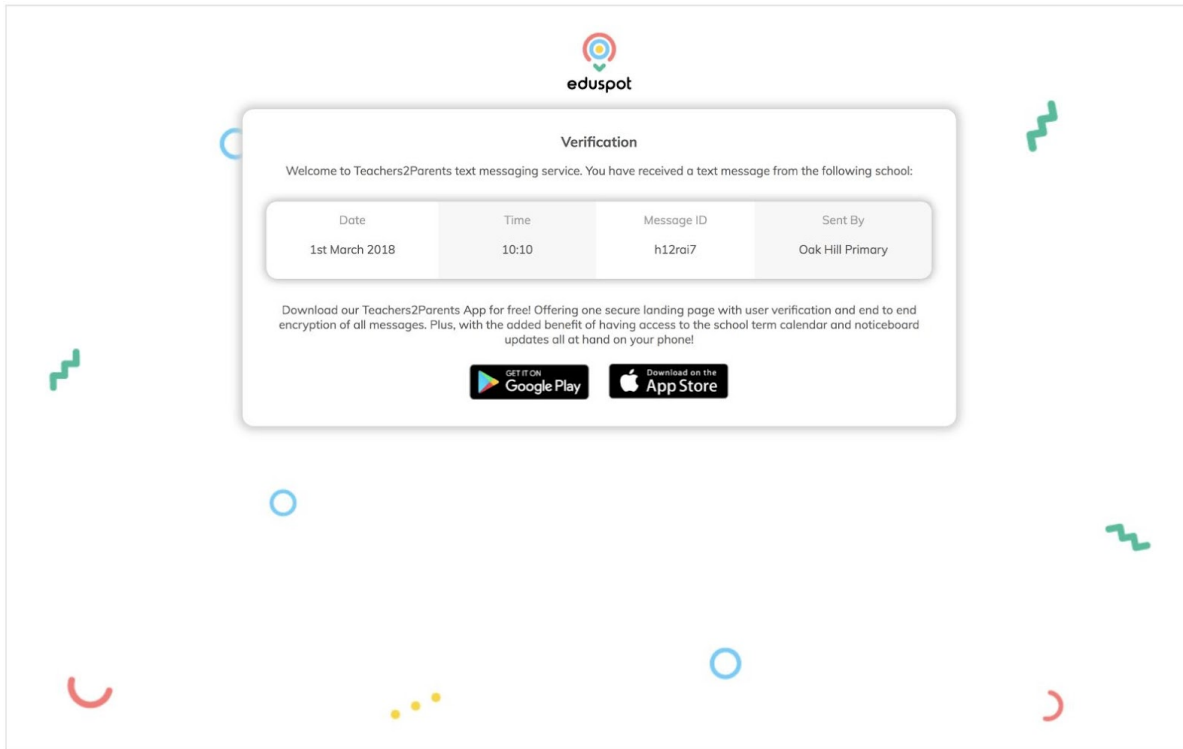 eduspot
Verification
Welcome to Teachers2Parents text messaging service. You have received a text message from the following school:
Date Time Message ID Sent By
1st March 2018 10:10 h12rai7 Oak Hill Primary
Download our Teachers2Parents App for free! Offering one secure landing page with user verification and end to end
encryption of all messages. Plus, with the added benefit of having access to the school term calendar and noticeboard
updates all at hand on your phone!
GET IT ON Download on the
Google Play App Store